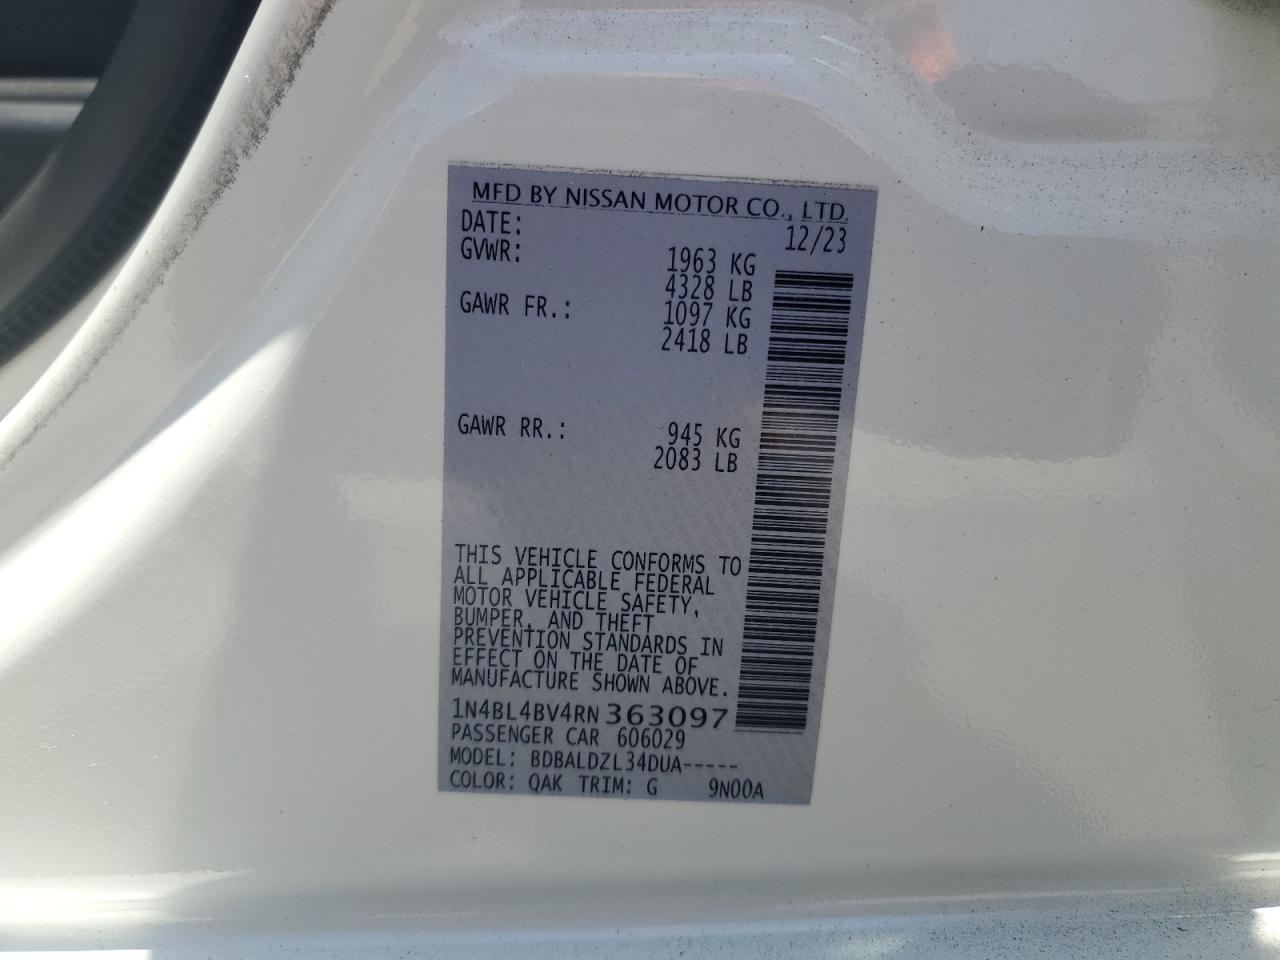 MFD BY NISSAN MOTOR CO., LTD.
DATE: 12/23
GVWR: 1963 KG
4328 LB
GAWR FR.: 1097 KG
2418 LB
GAWR RR.: 945 KG
2083 LB
THIS VEHICLE CONFORMS TO
ALL APPLICABLE FEDERAL
MOTOR VEHICLE SAFETY,
BUMPER, AND THEFT
PREVENTION STANDARDS IN
EFFECT ON THE DATE OF
MANUFACTURE SHOWN ABOVE.
1N4BL4BV4RN363097
PASSENGER CAR 606029
MODEL: BDBALDZL34DUA-----
COLOR: QAK TRIM: G 9N00A